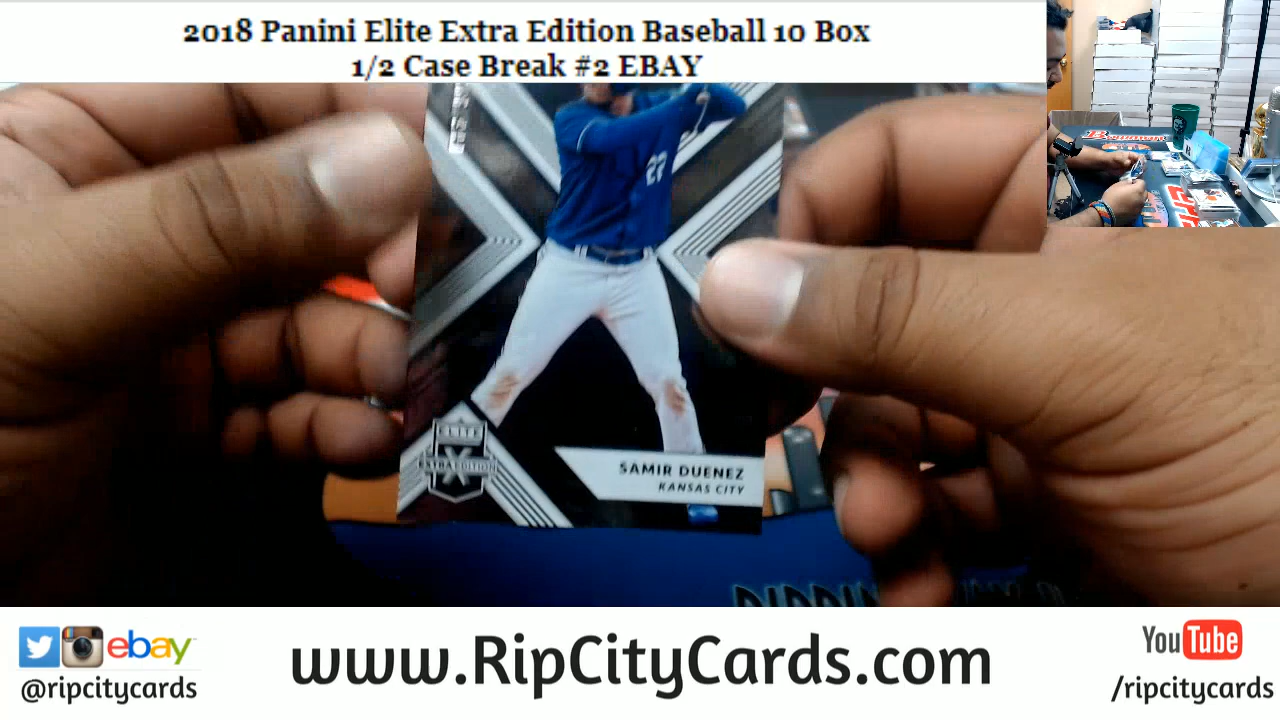 2018 Panini Elite Extra Edition Baseball 10 Box
1/2 Case Break #2 EBAY
22
ELITE
X
EXTRA EDITION
SAMIR DUENEZ
KANSAS CITY
ebay
@ripcitycards
www.RipCityCards.com
YouTube
/ripcitycards